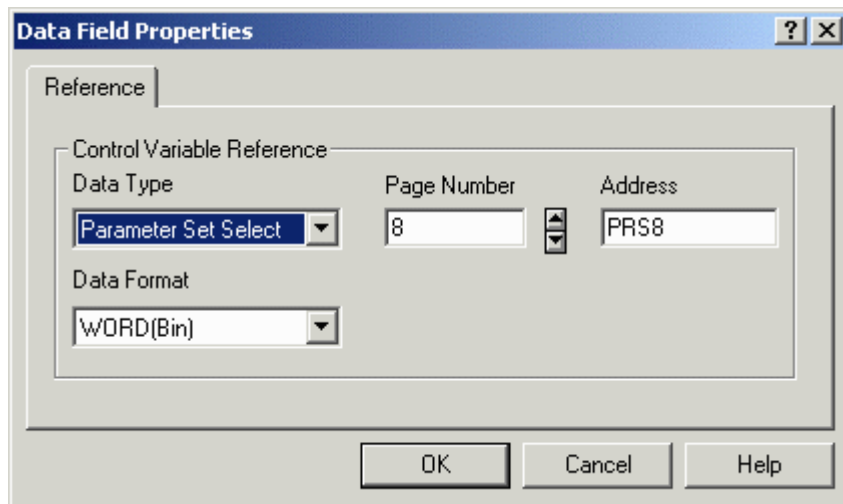 Data Field Properties
Reference
Control Variable Reference
Data Type Page Number Address
Parameter Set Select 8 PRS8
Data Format
WORD(Bin)
OK Cancel Help